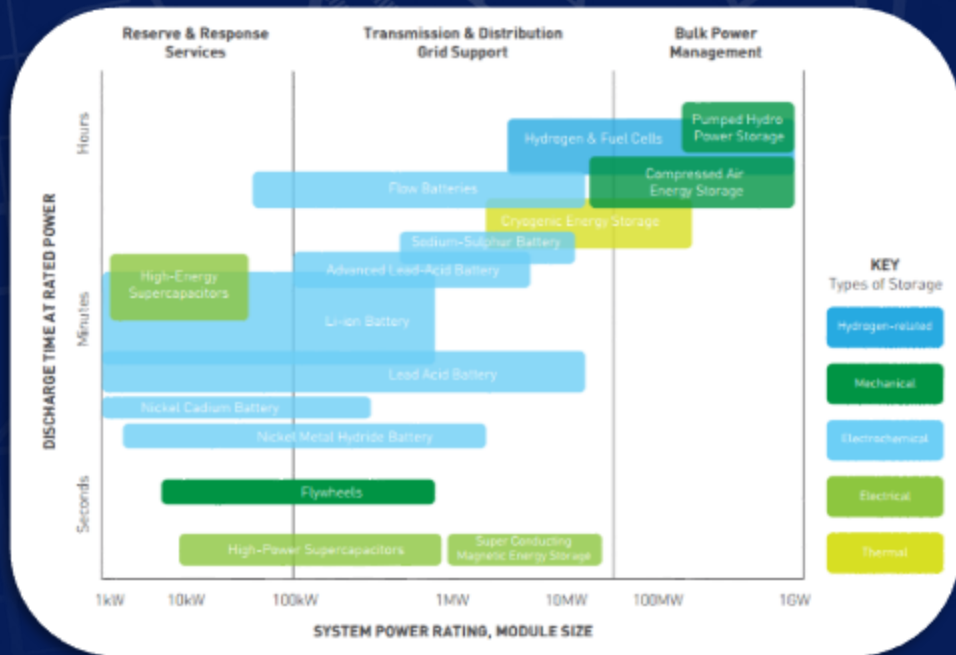 Reserve & Response
Services
Transmission & Distribution
Grid Support
Bulk Power
Management
DISCHARGE TIME AT RATED POWER
Hours
Minutes
Seconds
Pumped Hydro
Power Storage
Hydrogen & Fuel Cells
Compressed Air
Energy Storage
Flow Batteries
Cryogenic Energy Storage
Sodium-Sulphur Battery
Advanced Lead-Acid Battery
High-Energy
Supercapacitors
Li-ion Battery
Lead Acid Battery
Nickel Cadium Battery
Nickel Metal Hydride Battery
Flywheels
High-Power Supercapacitors
Super Conducting
Magnetic Energy Storage
1kW
10kW
100kW
1MW
10MW
100MW
1GW
SYSTEM POWER RATING, MODULE SIZE
KEY
Types of Storage
Hydrogen-related
Mechanical
Electrochemical
Electrical
Thermal